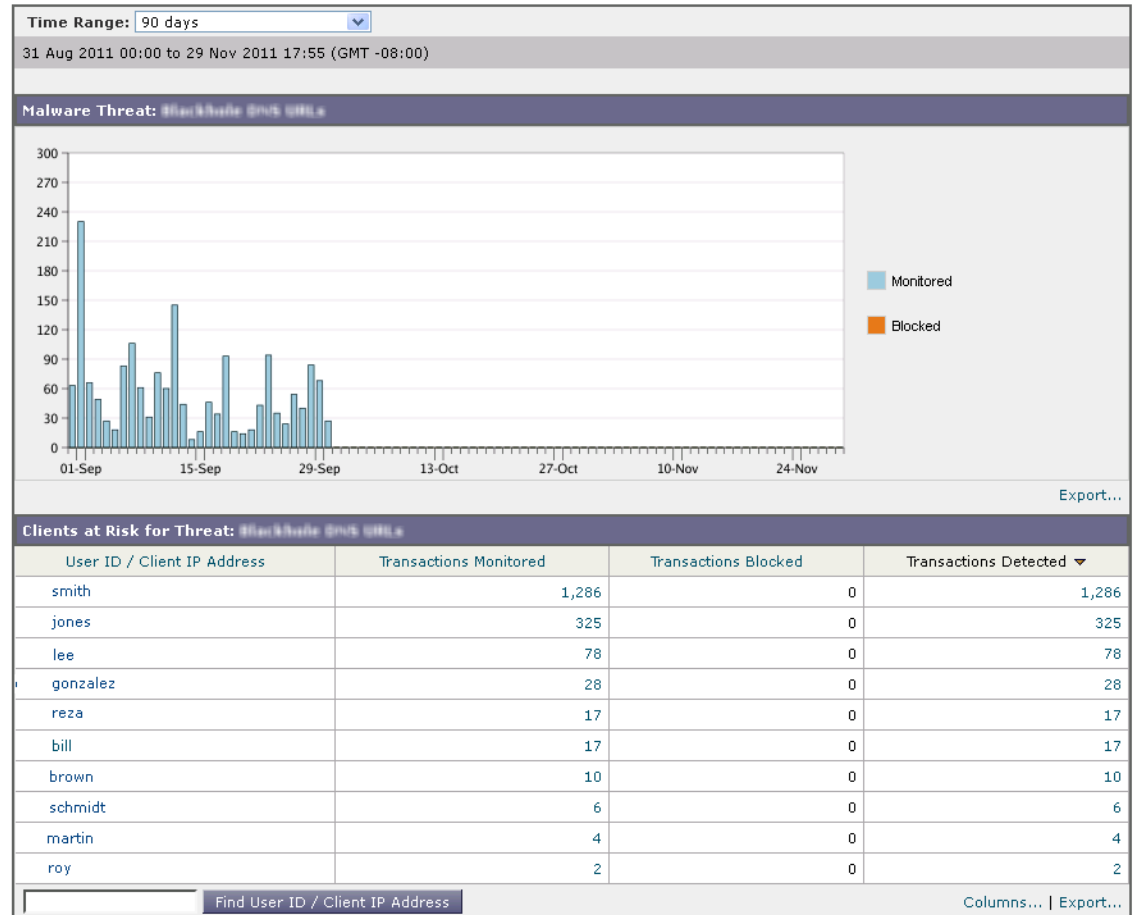 Time Range: 90 days
31 Aug 2011 00:00 to 29 Nov 2011 17:55 (GMT -08:00)
Malware Threat:
300
270
240
210
180
150
120
90
60
30
0
01-Sep 15-Sep 29-Sep 13-Oct 27-Oct 10-Nov 24-Nov
Monitored
Blocked
Export...
Clients at Risk for Threat:
User ID / Client IP Address Transactions Monitored Transactions Blocked Transactions Detected
smith 1,286 0 1,286
jones 325 0 325
lee 78 0 78
gonzalez 28 0 28
reza 17 0 17
bill 17 0 17
brown 10 0 10
schmidt 6 0 6
martin 4 0 4
roy 2 0 2
Find User ID / Client IP Address Columns... | Export...